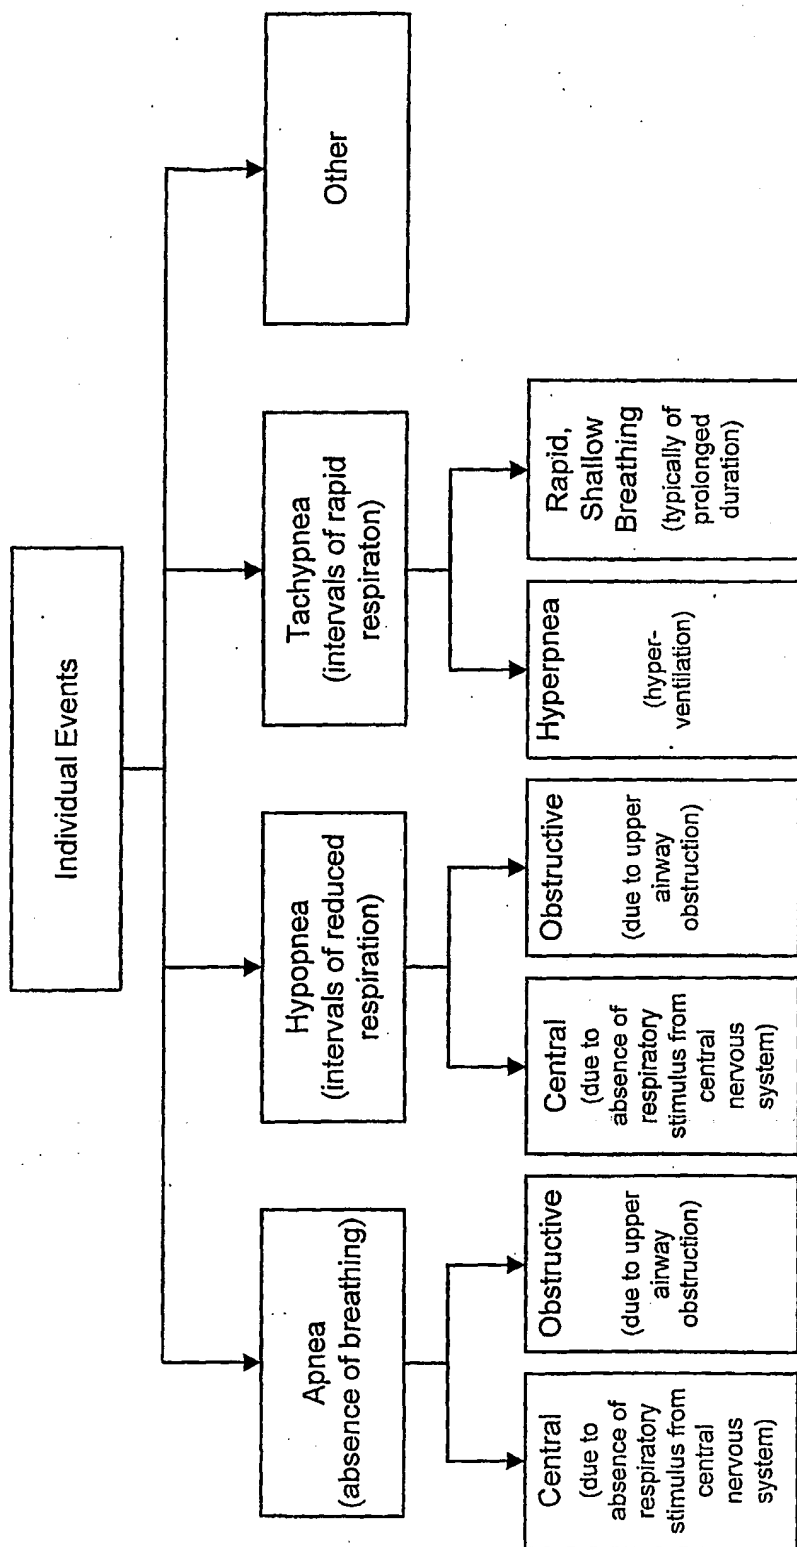 Individual Events
Apnea
(absence of breathing)
Hypopnea
(intervals of reduced
respiration)
Tachypnea
(intervals of rapid
respiraton)
Other
Central
(due to
absence of
respiratory
stimulus from
central
nervous
system)
Obstructive
(due to upper
airway
obstruction)
Central
(due to
absence of
respiratory
stimulus from
central
nervous
system)
Obstructive
(due to upper
airway
obstruction)
Hyperpnea
(hyper-
ventilation)
Rapid,
Shallow
Breathing
(typically of
prolonged
duration)